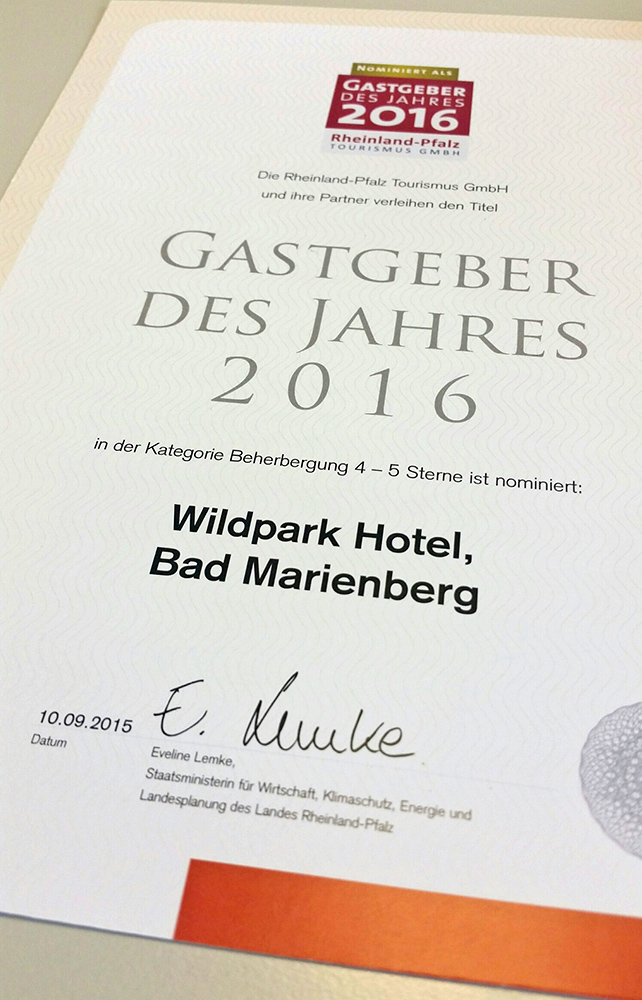 NOMINIERT ALS
GASTGEBER
DES JAHRES
2016
Rheinland-Pfalz
TOURISMUS GMBH
Die Rheinland-Pfalz Tourismus GmbH
und ihre Partner verleihen den Titel
GASTGEBER
DES JAHRES
2016
in der Kategorie Beherbergung 4 – 5 Sterne ist nominiert:
Wildpark Hotel,
Bad Marienberg
E. Lemke
10.09.2015
Datum
Eveline Lemke,
Staatsministerin für Wirtschaft, Klimaschutz, Energie und
Landesplanung des Landes Rheinland-Pfalz